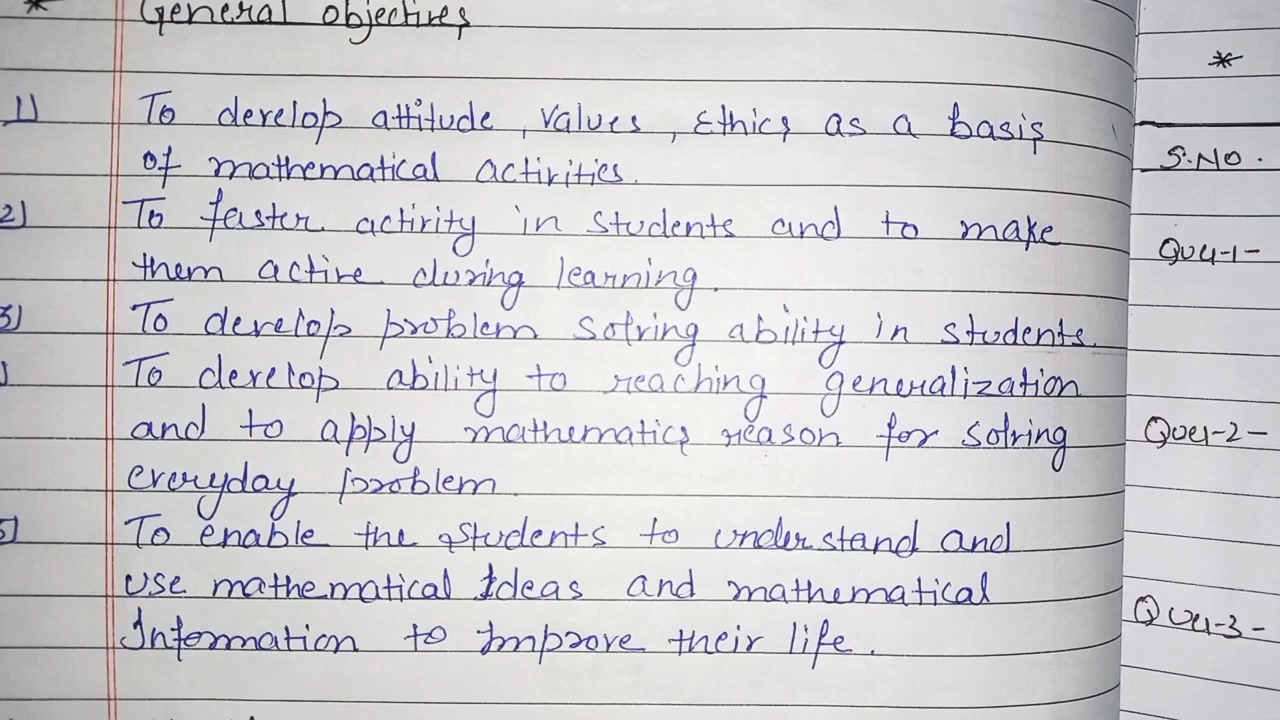 * General objectives
1) To develop attitude, values, Ethics as a basis
of mathematical activities.
2) To faster activity in students and to make
them active during learning.
3) To develop problem solving ability in students.
) To develop ability to reaching generalization
and to apply mathematics reason for solving
everyday problem
5) To enable the students to understand and
use mathematical Ideas and mathematical
Information to Improve their life.
*
S.NO.
Que-1-
Que-2-
Que-3-